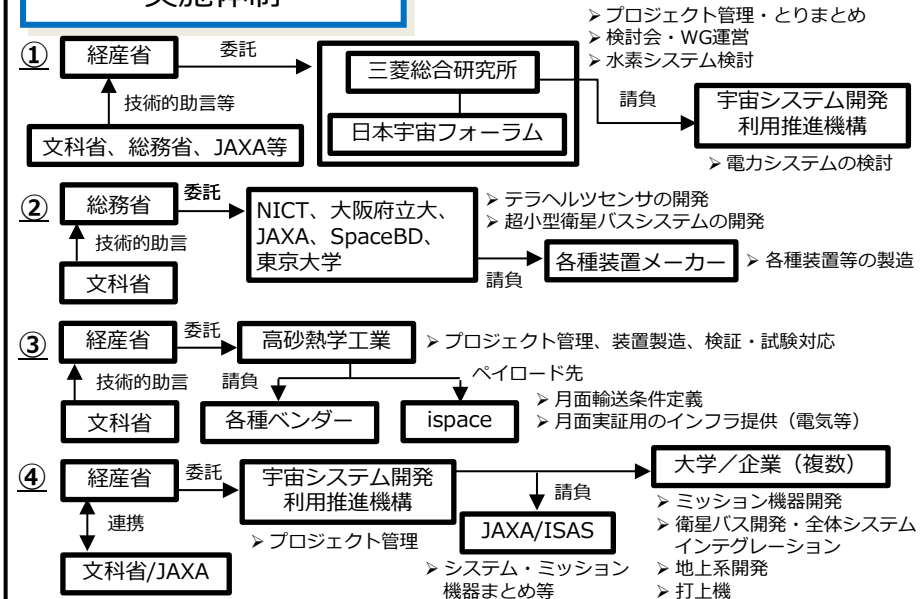 実施体制
➢ プロジェクト管理・とりまとめ
➢ 検討会・WG運営
➢ 水素システム検討
①
経産省
委託
三菱総合研究所
日本宇宙フォーラム
技術的助言等
文科省、総務省、JAXA等
請負
宇宙システム開発
利用推進機構
➢ 電力システムの検討
②
総務省
委託
NICT、大阪府立大、
JAXA、SpaceBD、
東京大学
➢ テラヘルツセンサの開発
➢ 超小型衛星バスシステムの開発
技術的助言
文科省
請負
各種装置メーカー
➢ 各種装置等の製造
③
経産省
委託
高砂熱学工業
➢ プロジェクト管理、装置製造、検証・試験対応
技術的助言
文科省
請負
各種ベンダー
ペイロード先
ispace
➢ 月面輸送条件定義
➢ 月面実証用のインフラ提供（電気等）
④
経産省
委託
宇宙システム開発
利用推進機構
➢ プロジェクト管理
連携
文科省/JAXA
請負
JAXA/ISAS
➢ システム・ミッション
機器まとめ等
大学／企業（複数）
➢ ミッション機器開発
➢ 衛星バス開発・全体システム
インテグレーション
➢ 地上系開発
➢ 打上機